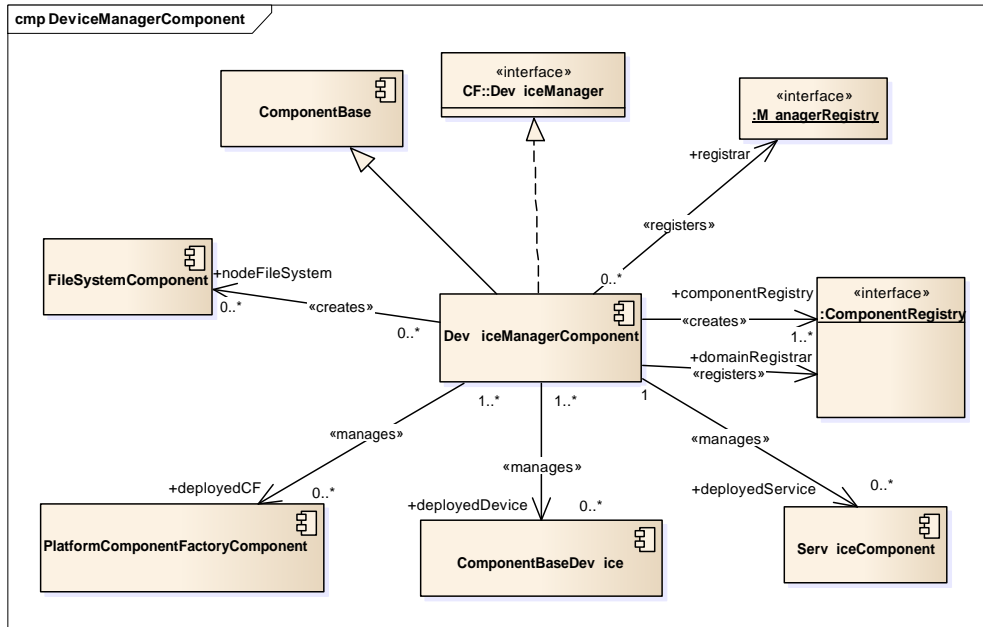 cmp DeviceManagerComponent
«interface»
CF::Dev iceManager
ComponentBase
«interface»
:M anagerRegistry
+registrar
«registers»
0..*
FileSystemComponent
+nodeFileSystem
0..*
«creates»
0..*
Dev iceManagerComponent
+componentRegistry
«creates»
1..*
+domainRegistrar
«registers»
«interface»
:ComponentRegistry
1..*
1..*
1
«manages»
«manages»
«manages»
+deployedCF
0..*
+deployedDevice
0..*
+deployedService
0..*
PlatformComponentFactoryComponent
ComponentBaseDev ice
Serv iceComponent